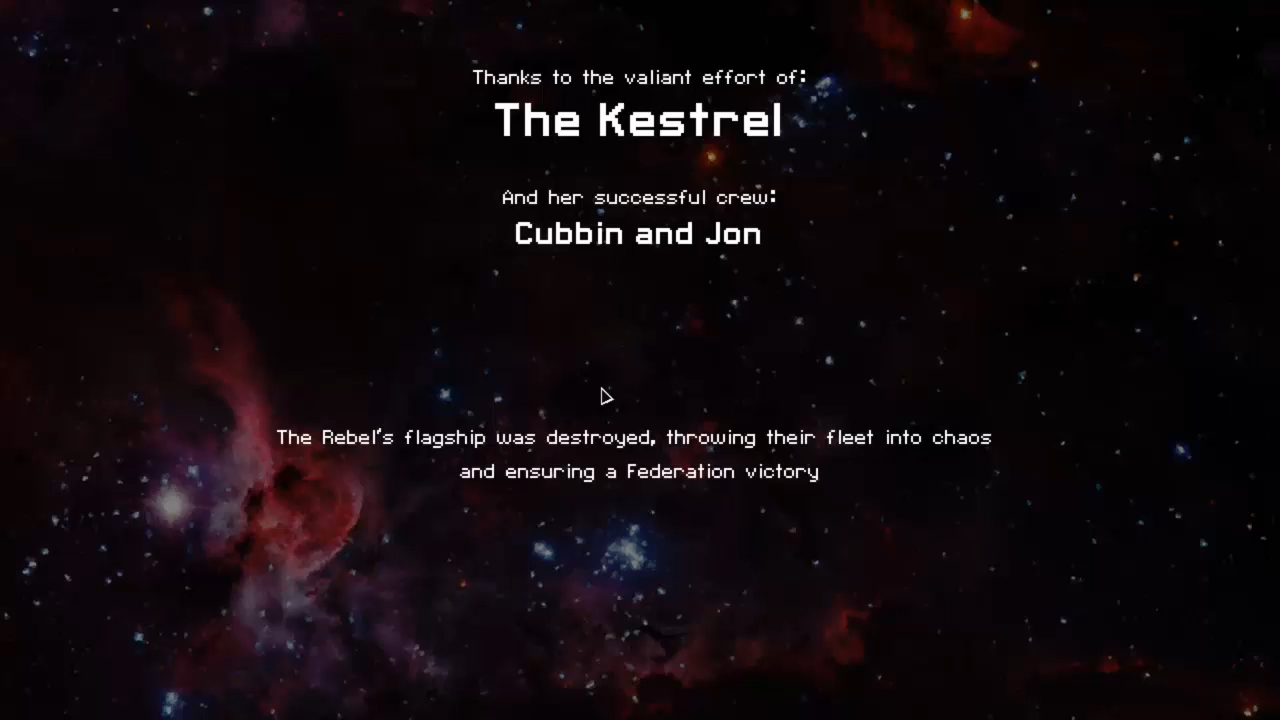 Thanks to the valiant effort of:
The Kestrel
And her successful crew:
Cubbin and Jon
The Rebel's flagship was destroyed, throwing their fleet into chaos
and ensuring a Federation victory